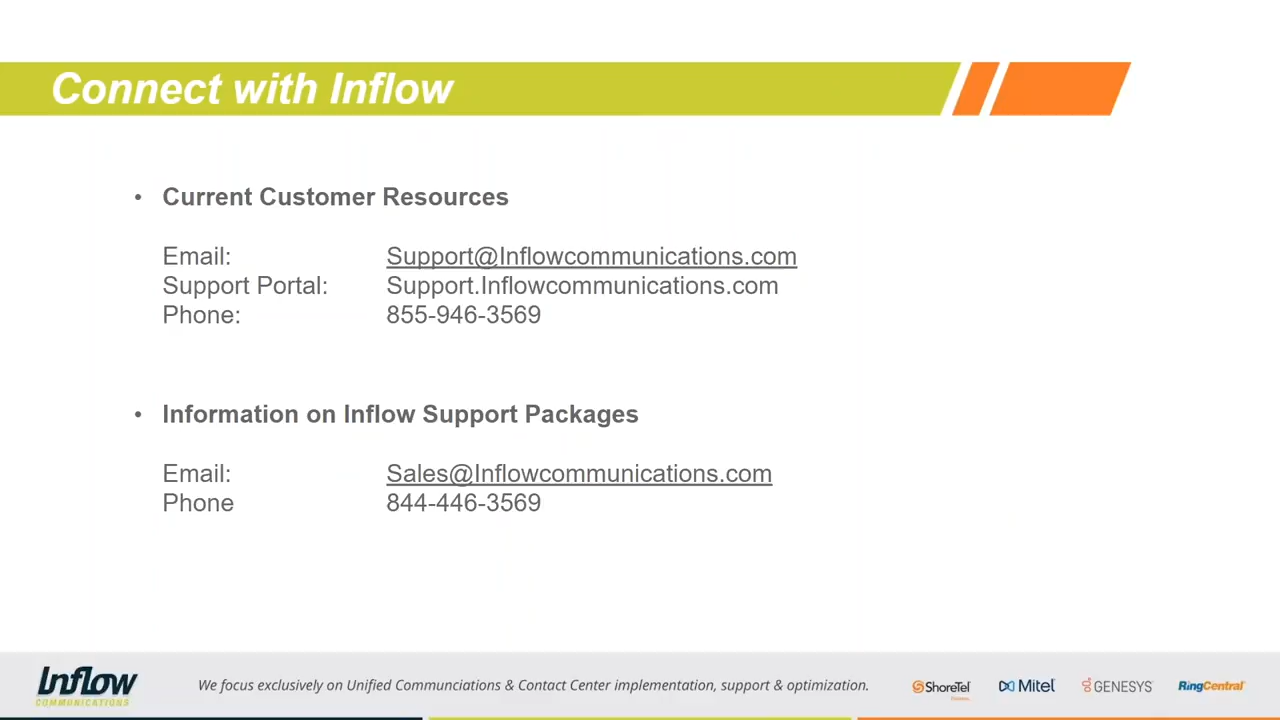 Connect with Inflow
• Current Customer Resources
Email: Support@Inflowcommunications.com
Support Portal: Support.Inflowcommunications.com
Phone: 855-946-3569
• Information on Inflow Support Packages
Email: Sales@Inflowcommunications.com
Phone 844-446-3569
Inflow
COMMUNICATIONS
We focus exclusively on Unified Communciations & Contact Center implementation, support & optimization.
ShoreTel
Mitel
GENESYS
RingCentral